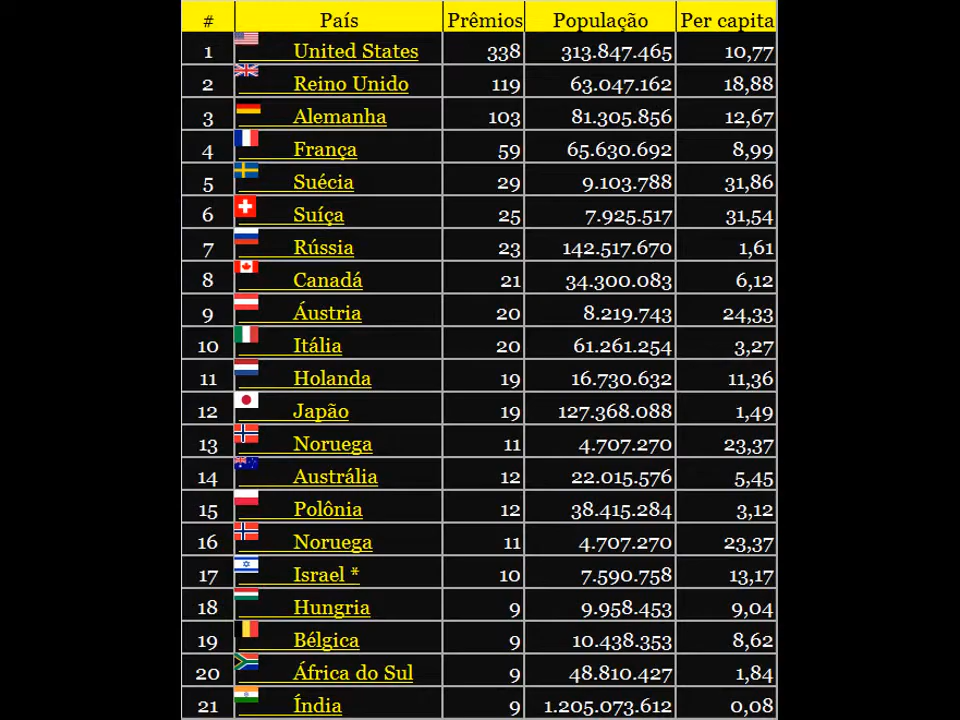 # País Prêmios População Per capita
1 United States 338 313.847.465 10,77
2 Reino Unido 119 63.047.162 18,88
3 Alemanha 103 81.305.856 12,67
4 França 59 65.630.692 8,99
5 Suécia 29 9.103.788 31,86
6 Suíça 25 7.925.517 31,54
7 Rússia 23 142.517.670 1,61
8 Canadá 21 34.300.083 6,12
9 Áustria 20 8.219.743 24,33
10 Itália 20 61.261.254 3,27
11 Holanda 19 16.730.632 11,36
12 Japão 19 127.368.088 1,49
13 Noruega 11 4.707.270 23,37
14 Austrália 12 22.015.576 5,45
15 Polônia 12 38.415.284 3,12
16 Noruega 11 4.707.270 23,37
17 Israel * 10 7.590.758 13,17
18 Hungria 9 9.958.453 9,04
19 Bélgica 9 10.438.353 8,62
20 África do Sul 9 48.810.427 1,84
21 Índia 9 1.205.073.612 0,08